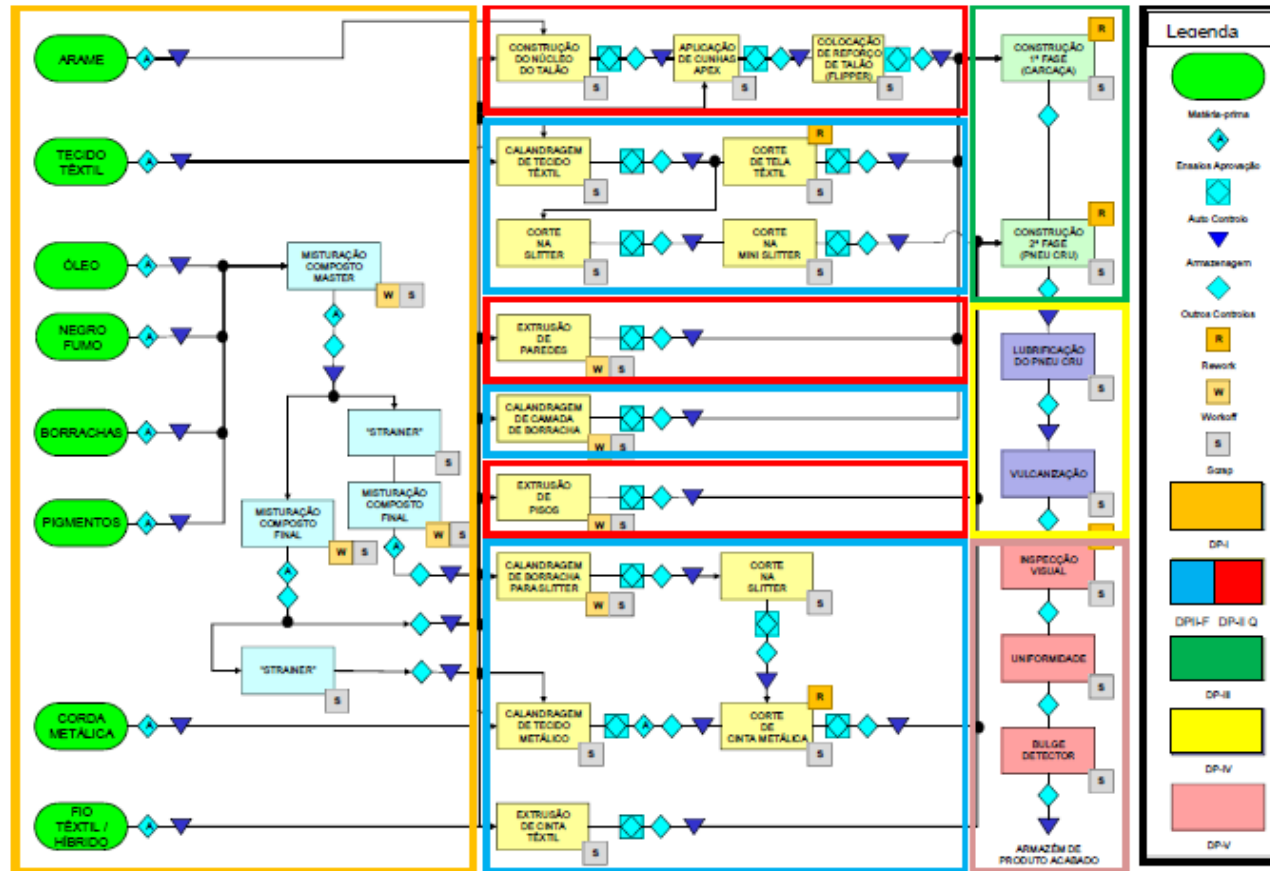 ARAME
A
CONSTRUÇÃO
DO NÚCLEO
DO TALÃO
S
APLICAÇÃO
DE CUNHAS
APEX
S
COLOCAÇÃO
DE REFORÇO
DE TALÃO
(FLIPPER)
S
R
CONSTRUÇÃO
1ª FASE
(CARCAÇA)
S
TECIDO
TÊXTIL
A
CALANDRAGEM
DE TECIDO
TÊXTIL
S
R
CORTE
DE TELA
TÊXTIL
S
CORTE
NA
SLITTER
S
CORTE
NA
MINI SLITTER
S
R
CONSTRUÇÃO
2ª FASE
(PNEU CRU)
S
ÓLEO
A
MISTURAÇÃO
COMPOSTO
MASTER
W S
A
NEGRO
FUMO
A
EXTRUSÃO
DE
PAREDES
W S
LUBRIFICAÇÃO
DO PNEU CRU
S
BORRACHAS
A
"STRAINER"
S
CALANDRAGEM
DE CAMADA
DE BORRACHA
W S
PIGMENTOS
A
MISTURAÇÃO
COMPOSTO
FINAL
W S
A
MISTURAÇÃO
COMPOSTO
FINAL
W S
A
EXTRUSÃO
DE
PISOS
W S
VULCANIZAÇÃO
S
CALANDRAGEM
DE BORRACHA
PARA SLITTER
W S
CORTE
NA
SLITTER
S
R
INSPECÇÃO
VISUAL
S
"STRAINER"
S
UNIFORMIDADE
S
CORDA
METÁLICA
A
CALANDRAGEM
DE TECIDO
METÁLICO
S
A
R
CORTE
DE
CINTA METÁLICA
S
BULGE
DETECTOR
S
FIO
TÊXTIL /
HÍBRIDO
A
EXTRUSÃO
DE CINTA
TÊXTIL
S
ARMAZÉM DE
PRODUTO ACABADO
Legenda
Matéria-prima
A
Ensaios Aprovação
Auto Controlo
Armazenagem
Outros Controlos
R
Rework
W
Workoff
S
Scrap
DP-I
DPII-F DP-II Q
DP-III
DP-IV
DP-V